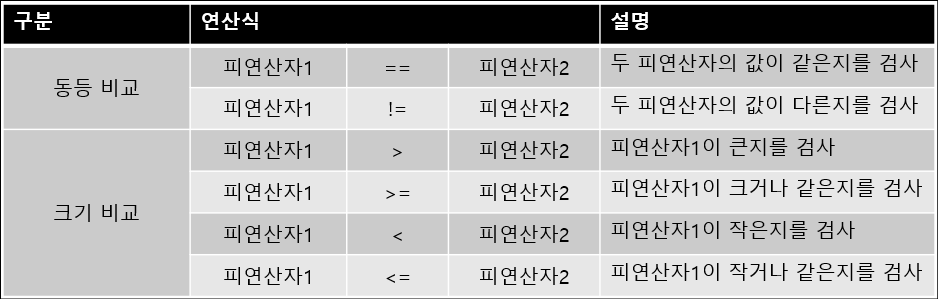 구분 연산식 설명
동등 비교
피연산자1 == 피연산자2 두 피연산자의 값이 같은지를 검사
피연산자1 != 피연산자2 두 피연산자의 값이 다른지를 검사
크기 비교
피연산자1 > 피연산자2 피연산자1이 큰지를 검사
피연산자1 >= 피연산자2 피연산자1이 크거나 같은지를 검사
피연산자1 < 피연산자2 피연산자1이 작은지를 검사
피연산자1 <= 피연산자2 피연산자1이 작거나 같은지를 검사